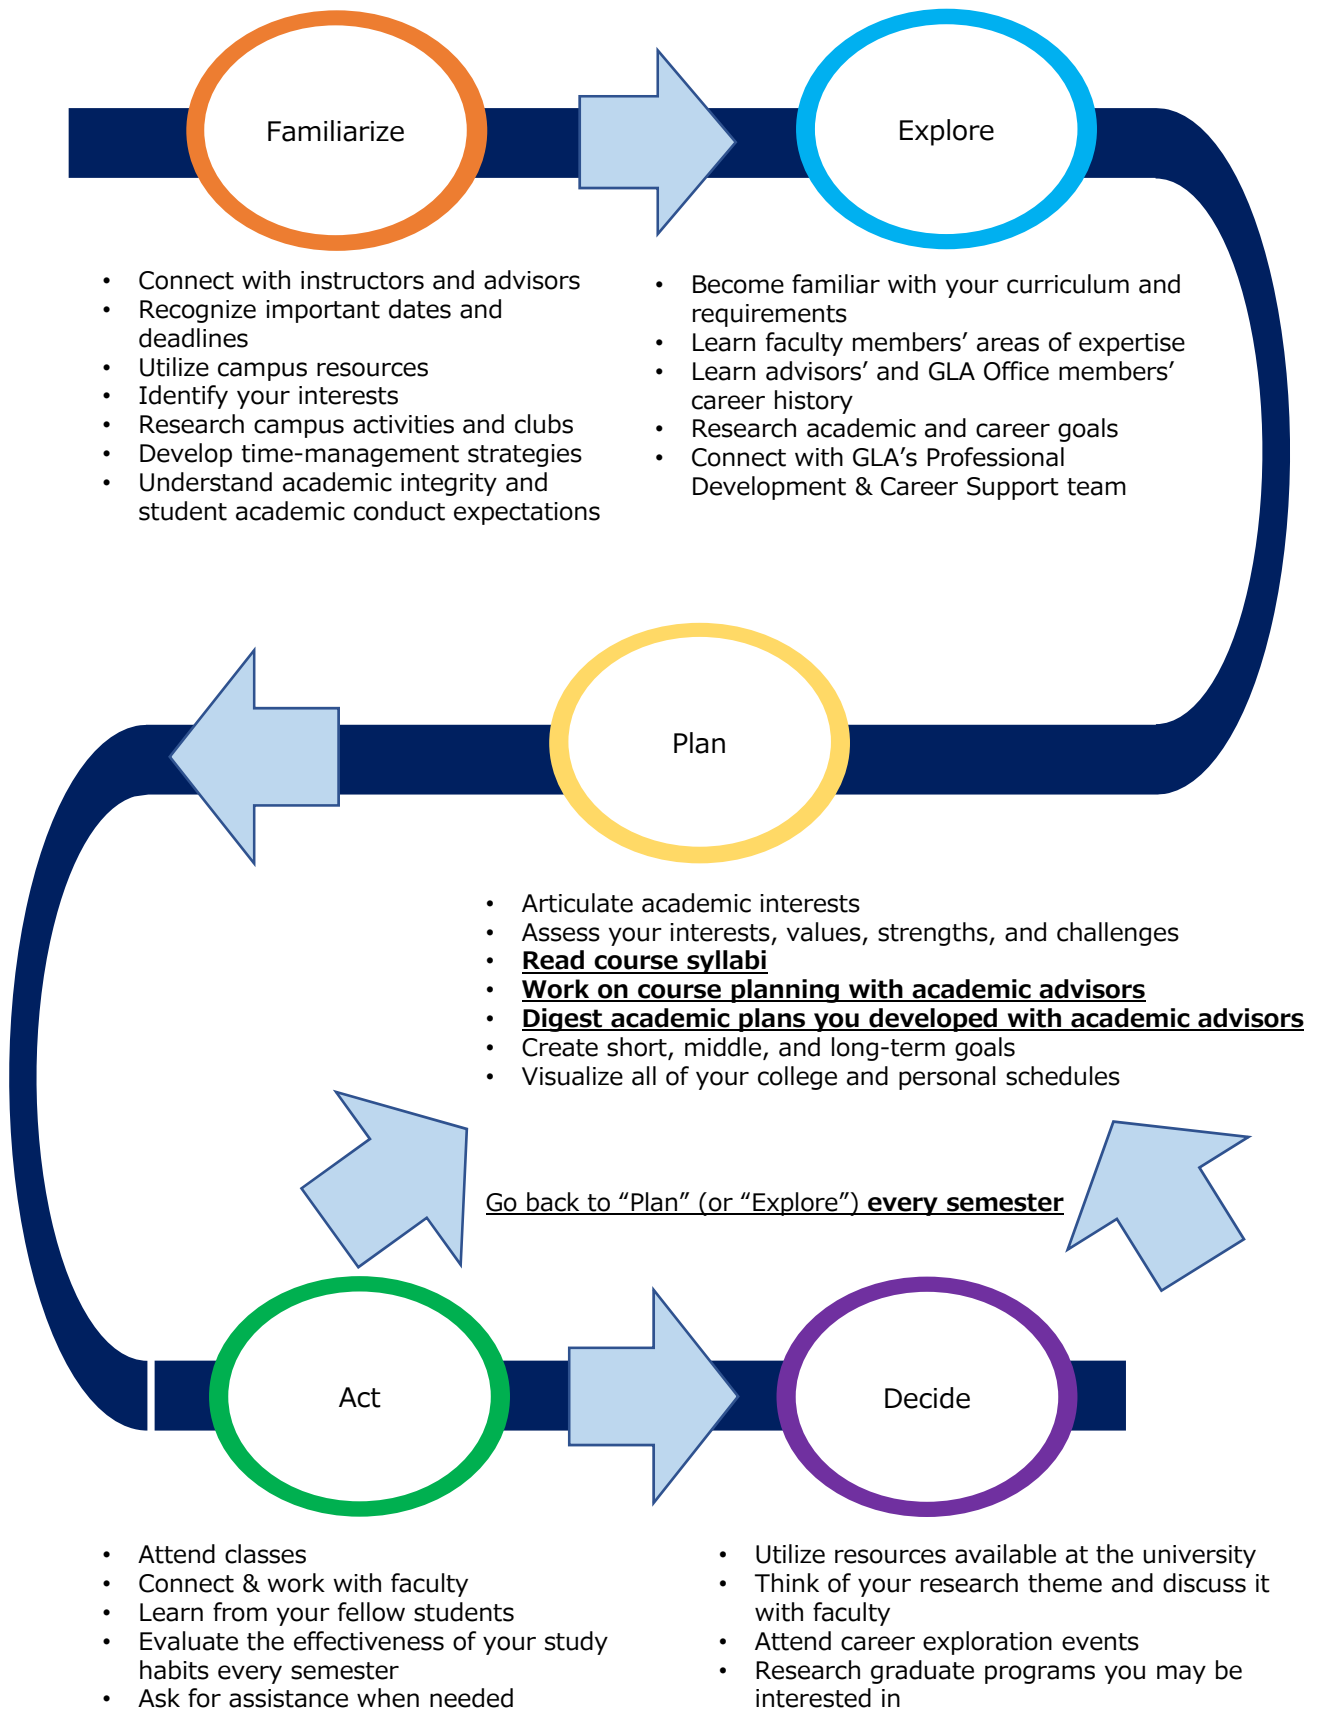 Familiarize
Explore
• Connect with instructors and advisors
• Recognize important dates and
deadlines
• Utilize campus resources
• Identify your interests
• Research campus activities and clubs
• Develop time-management strategies
• Understand academic integrity and
student academic conduct expectations
• Become familiar with your curriculum and
requirements
• Learn faculty members’ areas of expertise
• Learn advisors’ and GLA Office members’
career history
• Research academic and career goals
• Connect with GLA’s Professional
Development & Career Support team
Plan
• Articulate academic interests
• Assess your interests, values, strengths, and challenges
• Read course syllabi
• Work on course planning with academic advisors
• Digest academic plans you developed with academic advisors
• Create short, middle, and long-term goals
• Visualize all of your college and personal schedules
Go back to “Plan” (or “Explore”) every semester
Act
Decide
• Attend classes
• Connect & work with faculty
• Learn from your fellow students
• Evaluate the effectiveness of your study
habits every semester
• Ask for assistance when needed
• Utilize resources available at the university
• Think of your research theme and discuss it
with faculty
• Attend career exploration events
• Research graduate programs you may be
interested in